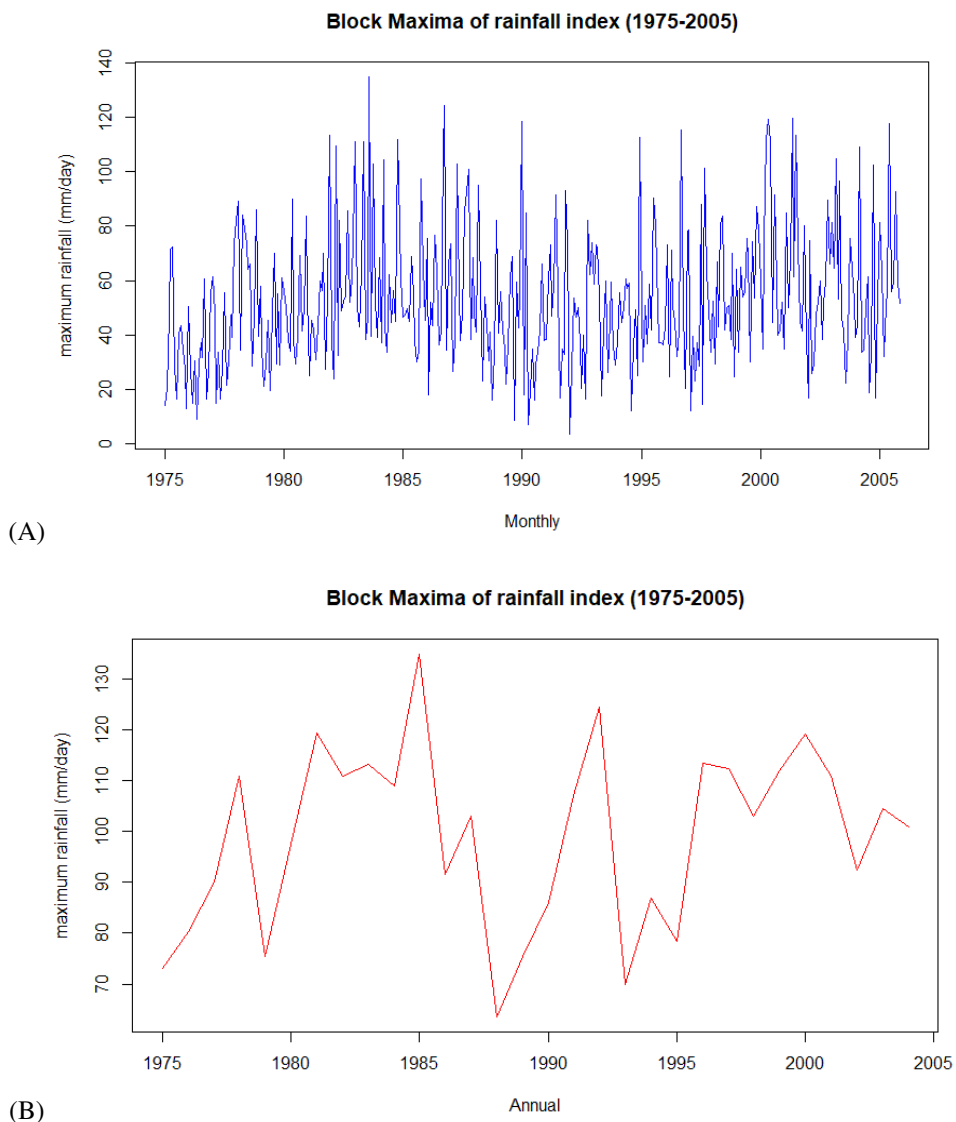 Block Maxima of rainfall index (1975-2005)
maximum rainfall (mm/day)
140
120
100
80
60
40
20
0
1975 1980 1985 1990 1995 2000 2005
Monthly
(A)
Block Maxima of rainfall index (1975-2005)
maximum rainfall (mm/day)
130
120
110
100
90
80
70
1975 1980 1985 1990 1995 2000 2005
Annual
(B)